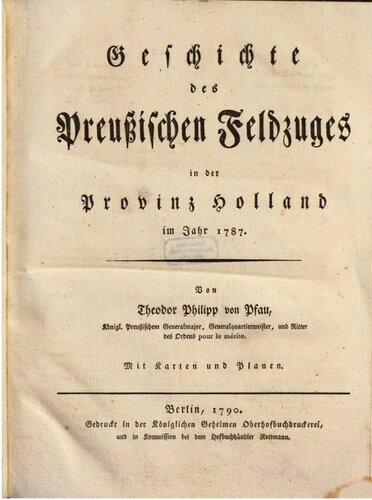 Geschichte
des
Preußischen Feldzuges
in der
Provinz Holland
im Jahr 1787.
Von
Theodor Philipp von Pfau,
Königl. Preußischem Generalmajor, Generalquartiermeister, und Ritter
des Ordens pour le mérite.
Mit Karten und Planen.
Berlin, 1790.
Gedruckt in der Königlichen Geheimen Oberhofbuchdruckerei,
und in Kommission bei dem Hofbuchhändler Rottmann.